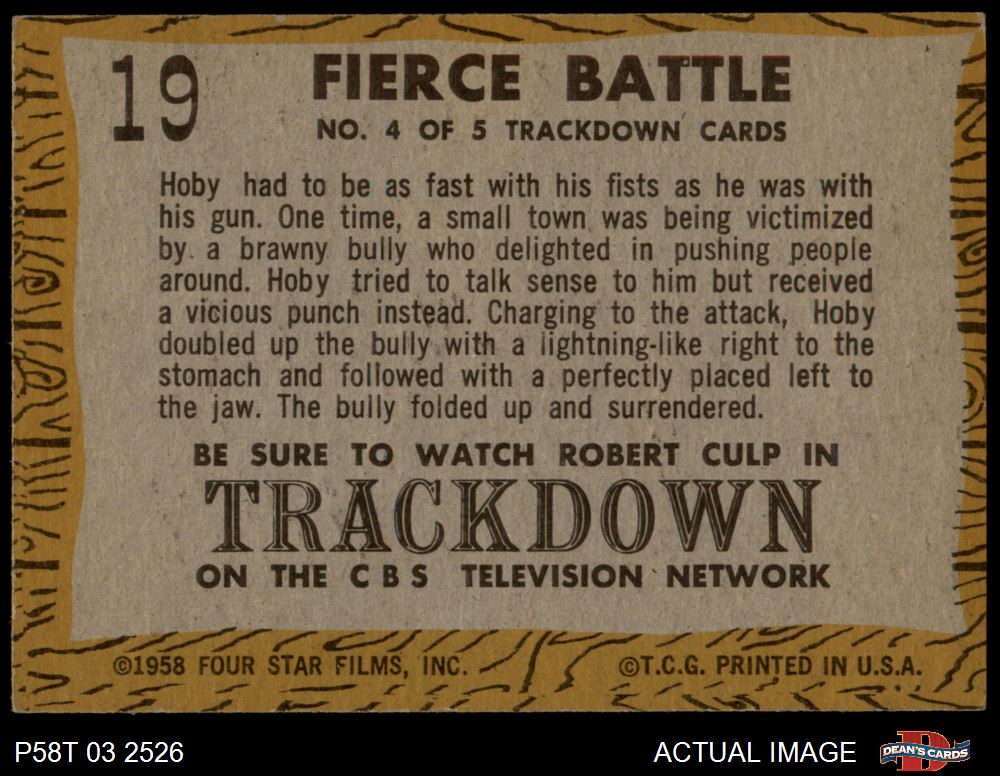 19
FIERCE BATTLE
NO. 4 OF 5 TRACKDOWN CARDS
Hoby had to be as fast with his fists as he was with
his gun. One time, a small town was being victimized
by a brawny bully who delighted in pushing people
around. Hoby tried to talk sense to him but received
a vicious punch instead. Charging to the attack, Hoby
doubled up the bully with a lightning-like right to the
stomach and followed with a perfectly placed left to
the jaw. The bully folded up and surrendered.
BE SURE TO WATCH ROBERT CULP IN
TRACKDOWN
ON THE CBS TELEVISION NETWORK
©1958 FOUR STAR FILMS, INC. ©T.C.G. PRINTED IN U.S.A.
P58T 03 2526 ACTUAL IMAGE D DEAN'S CARDS